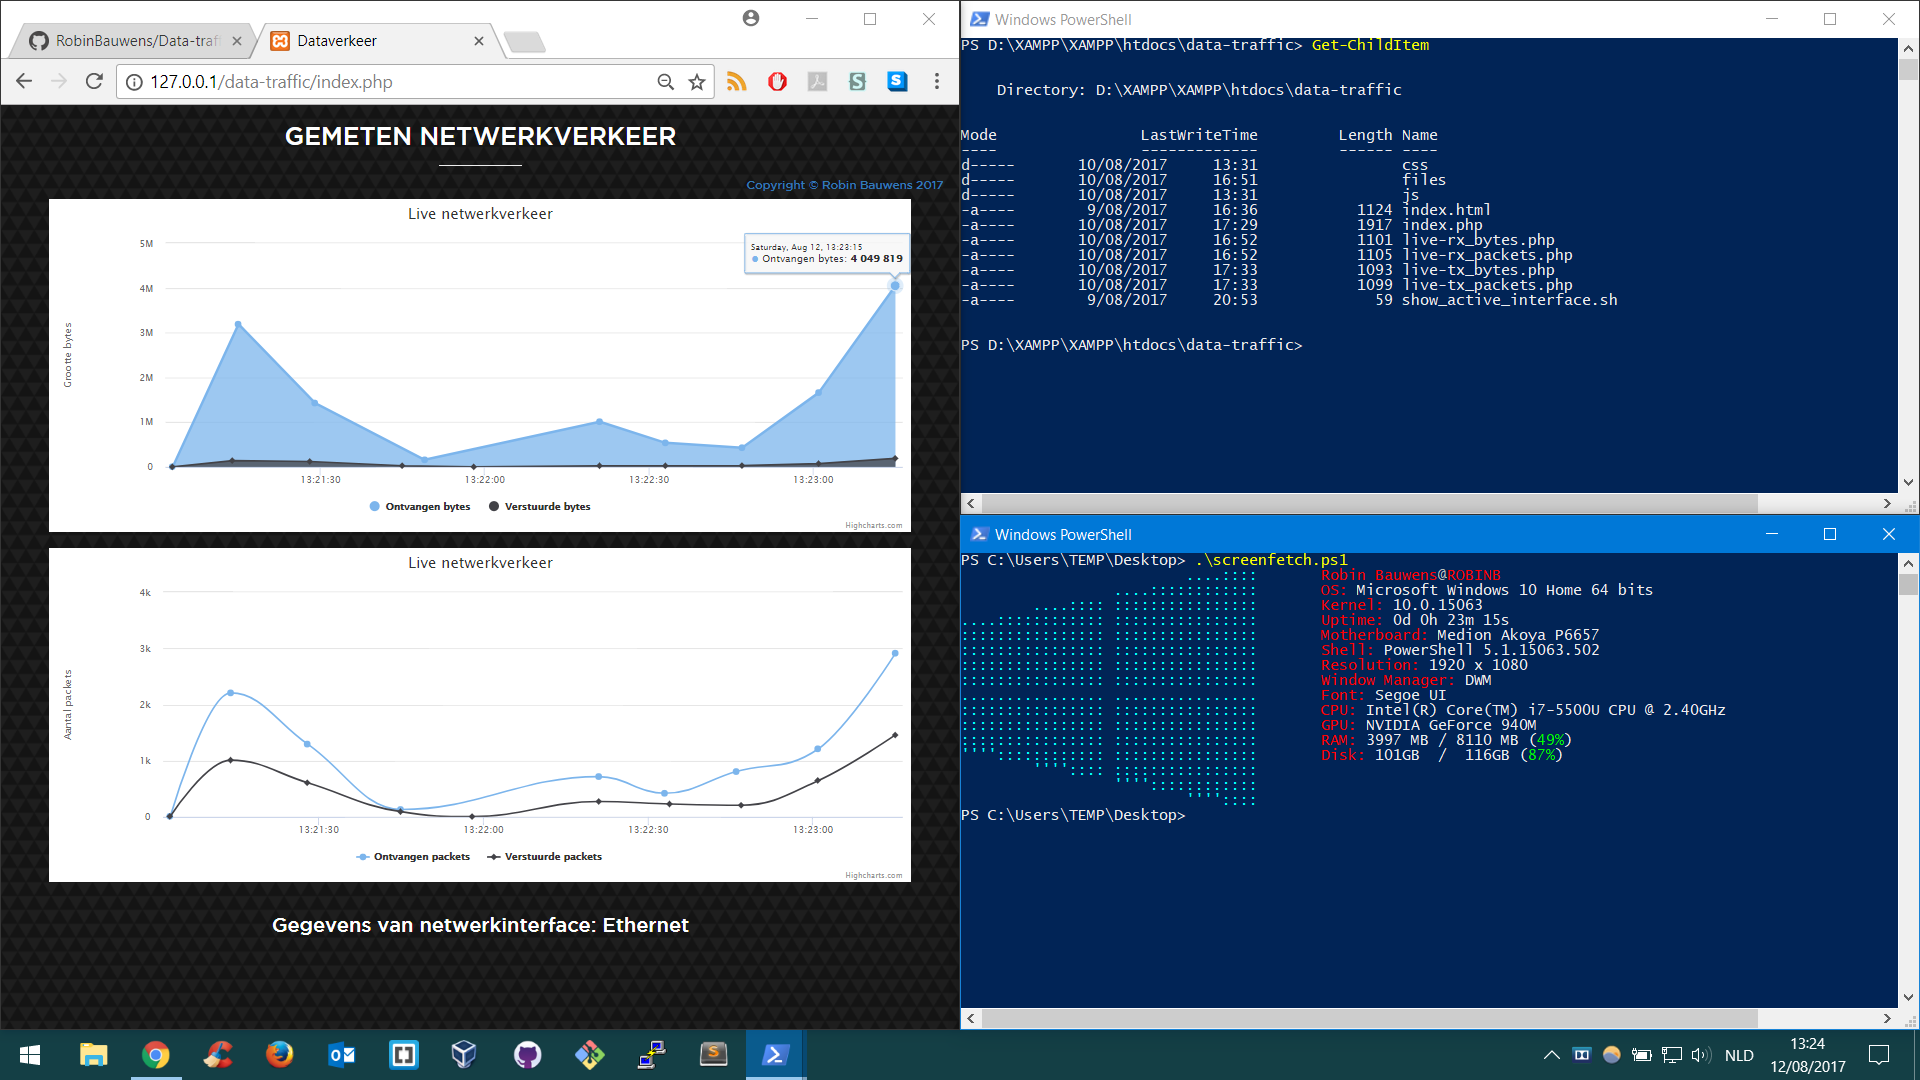 RobinBauwens/Data-traf
Dataverkeer
127.0.0.1/data-traffic/index.php
GEMETEN NETWERKVERKEER
Copyright © Robin Bauwens 2017
Live netwerkverkeer
5M
Saturday, Aug 12, 13:23:15
Ontvangen bytes: 4 049 819
4M
3M
Grootte bytes
2M
1M
0
13:21:30 13:22:00 13:22:30 13:23:00
Ontvangen bytes Verstuurde bytes
Highcharts.com
Live netwerkverkeer
4k
3k
Aantal packets
2k
1k
0
13:21:30 13:22:00 13:22:30 13:23:00
Ontvangen packets Verstuurde packets
Highcharts.com
Gegevens van netwerkinterface: Ethernet
Windows PowerShell
PS D:\XAMPP\XAMPP\htdocs\data-traffic> Get-ChildItem
Directory: D:\XAMPP\XAMPP\htdocs\data-traffic
Mode LastWriteTime Length Name
---- ------------- ------ ----
d----- 10/08/2017 13:31 css
d----- 10/08/2017 16:51 files
d----- 10/08/2017 13:31 js
-a---- 9/08/2017 16:36 1124 index.html
-a---- 10/08/2017 17:29 1917 index.php
-a---- 10/08/2017 16:52 1101 live-rx_bytes.php
-a---- 10/08/2017 16:52 1105 live-rx_packets.php
-a---- 10/08/2017 17:33 1093 live-tx_bytes.php
-a---- 10/08/2017 17:33 1099 live-tx_packets.php
-a---- 9/08/2017 20:53 59 show_active_interface.sh
PS D:\XAMPP\XAMPP\htdocs\data-traffic>
Windows PowerShell
PS C:\Users\TEMP\Desktop> .\screenfetch.ps1
Robin Bauwens@ROBINB
OS: Microsoft Windows 10 Home 64 bits
Kernel: 10.0.15063
Uptime: 0d 0h 23m 15s
Motherboard: Medion Akoya P6657
Shell: PowerShell 5.1.15063.502
Resolution: 1920 x 1080
Window Manager: DWM
Font: Segoe UI
CPU: Intel(R) Core(TM) i7-5500U CPU @ 2.40GHz
GPU: NVIDIA GeForce 940M
RAM: 3997 MB / 8110 MB (49%)
Disk: 101GB / 116GB (87%)
PS C:\Users\TEMP\Desktop>
NLD
13:24
12/08/2017